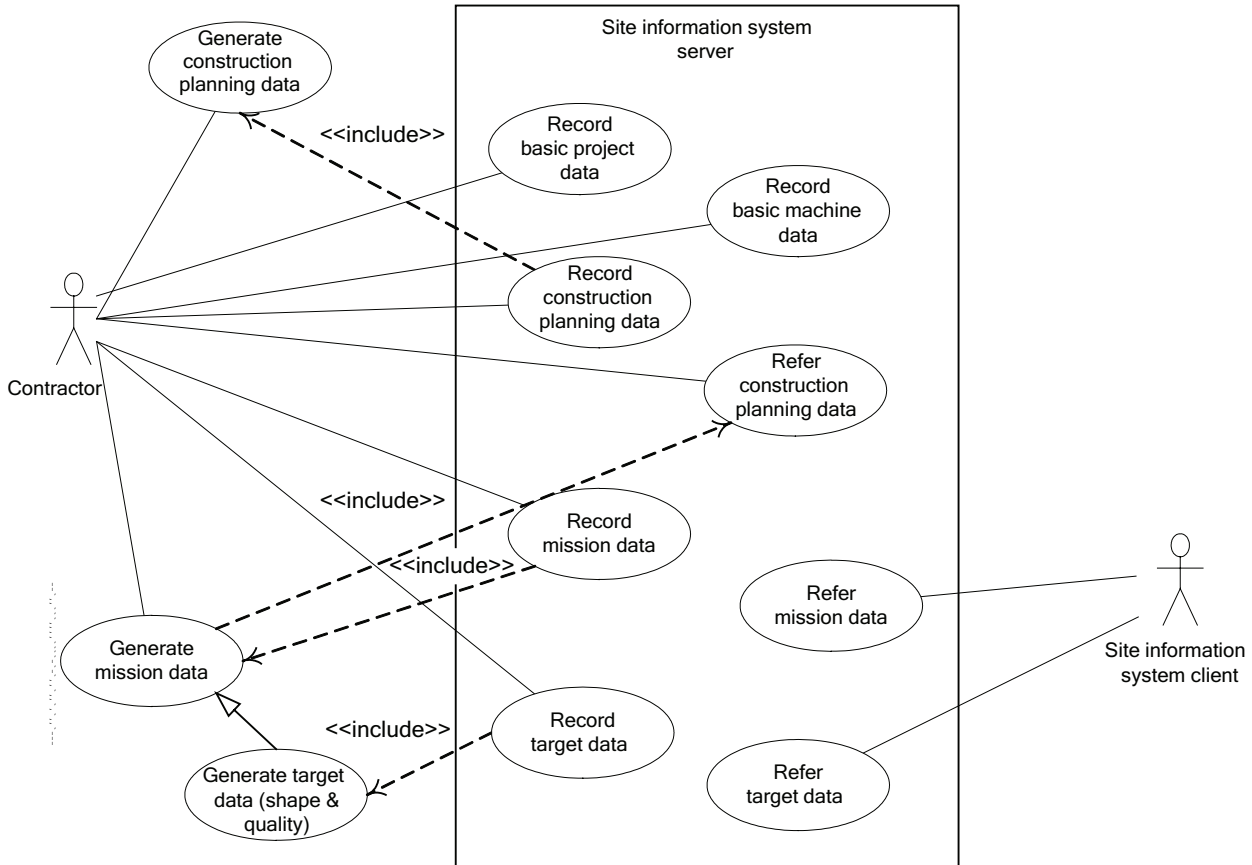 Site information system
server
Generate
construction
planning data
<<include>>
Record
basic project
data
Record
basic machine
data
Record
construction
planning data
Contractor
Refer
construction
planning data
<<include>>
Record
mission data
<<include>>
Refer
mission data
Generate
mission data
Site information
system client
<<include>>
Record
target data
Generate target
data (shape &
quality)
Refer
target data